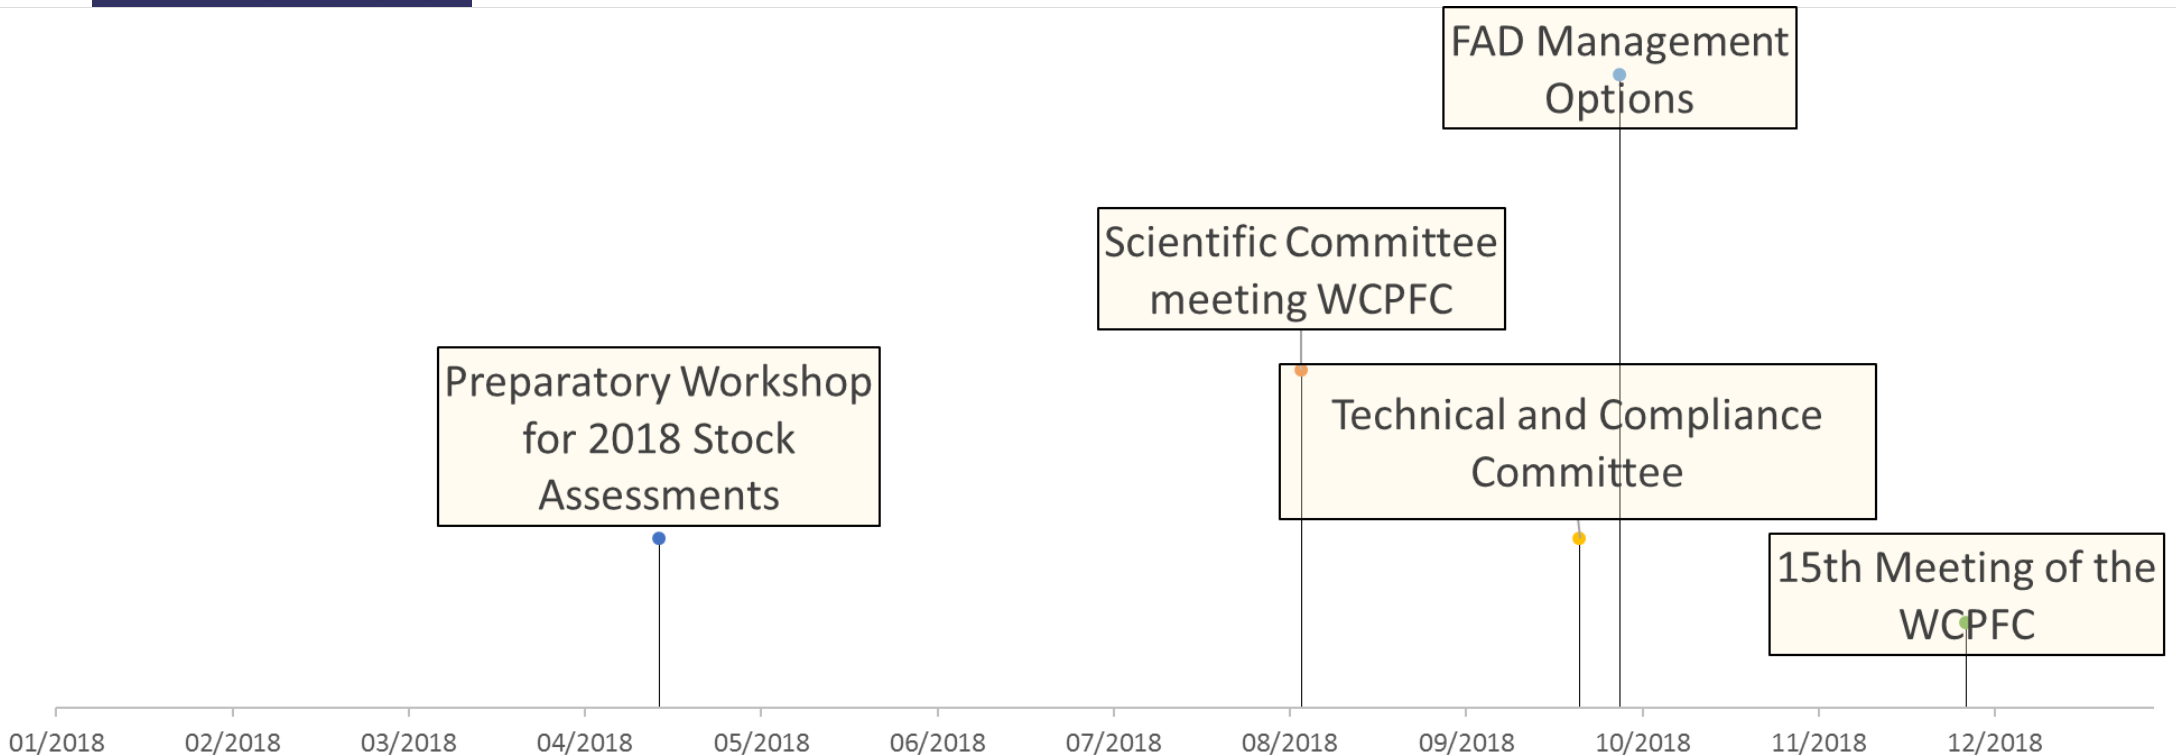 FAD Management
Options
Scientific Committee
meeting WCPFC
Preparatory Workshop
for 2018 Stock
Assessments
Technical and Compliance
Committee
15th Meeting of the
WCPFC
01/2018
02/2018
03/2018
04/2018
05/2018
06/2018
07/2018
08/2018
09/2018
10/2018
11/2018
12/2018